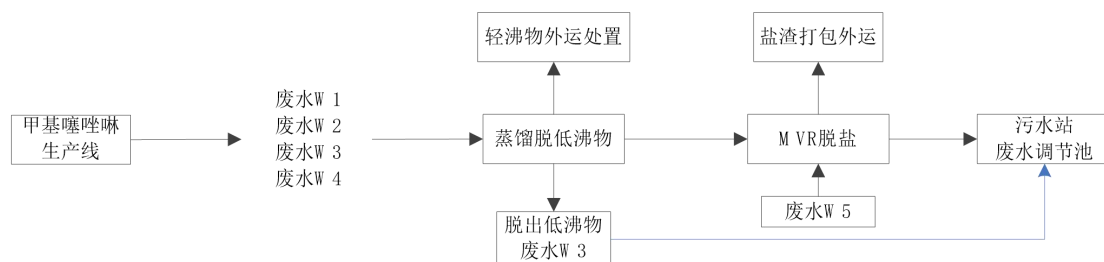 轻沸物外运处置
盐渣打包外运
甲基噻唑啉
生产线
废水W 1
废水W 2
废水W 3
废水W 4
蒸馏脱低沸物
MVR脱盐
污水站
废水调节池
脱出低沸物
废水W 3
废水W 5